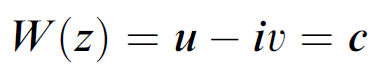 W(z) = u − iv = c